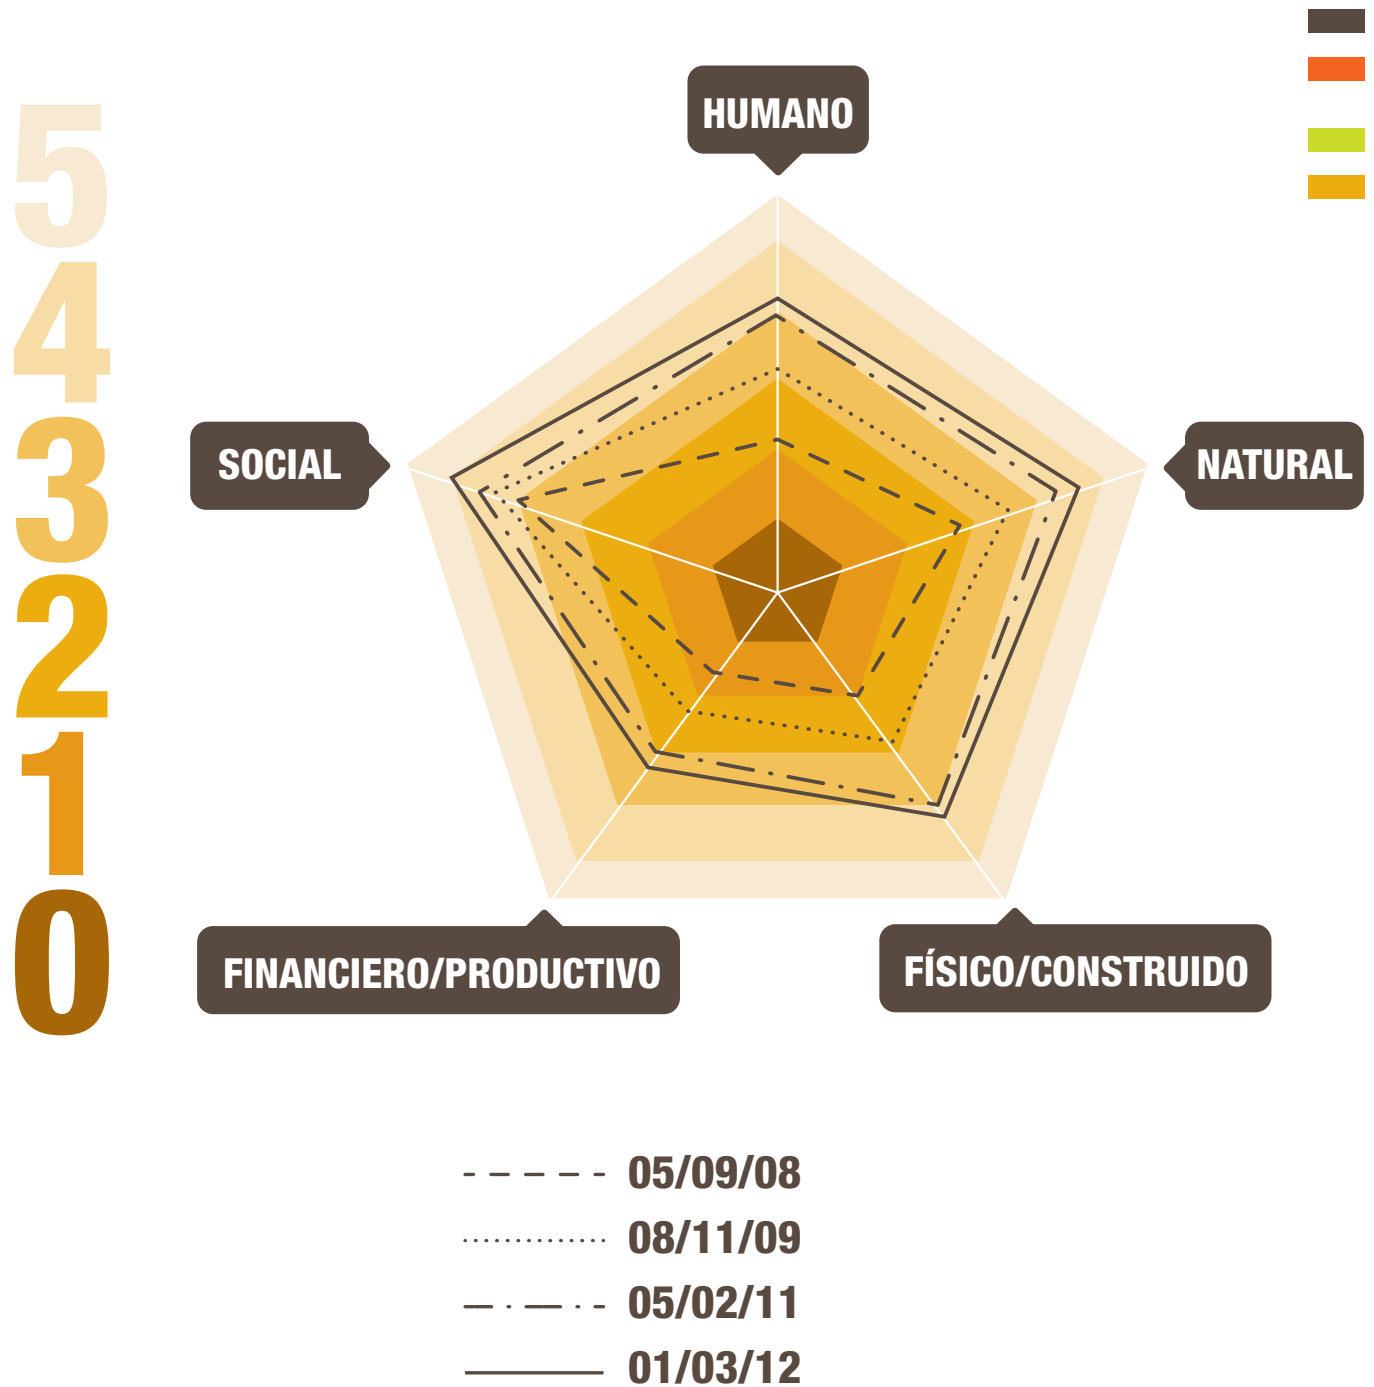 HUMANO
5
4
3
2
1
0
SOCIAL
NATURAL
FINANCIERO/PRODUCTIVO
FÍSICO/CONSTRUIDO
05/09/08
08/11/09
05/02/11
01/03/12